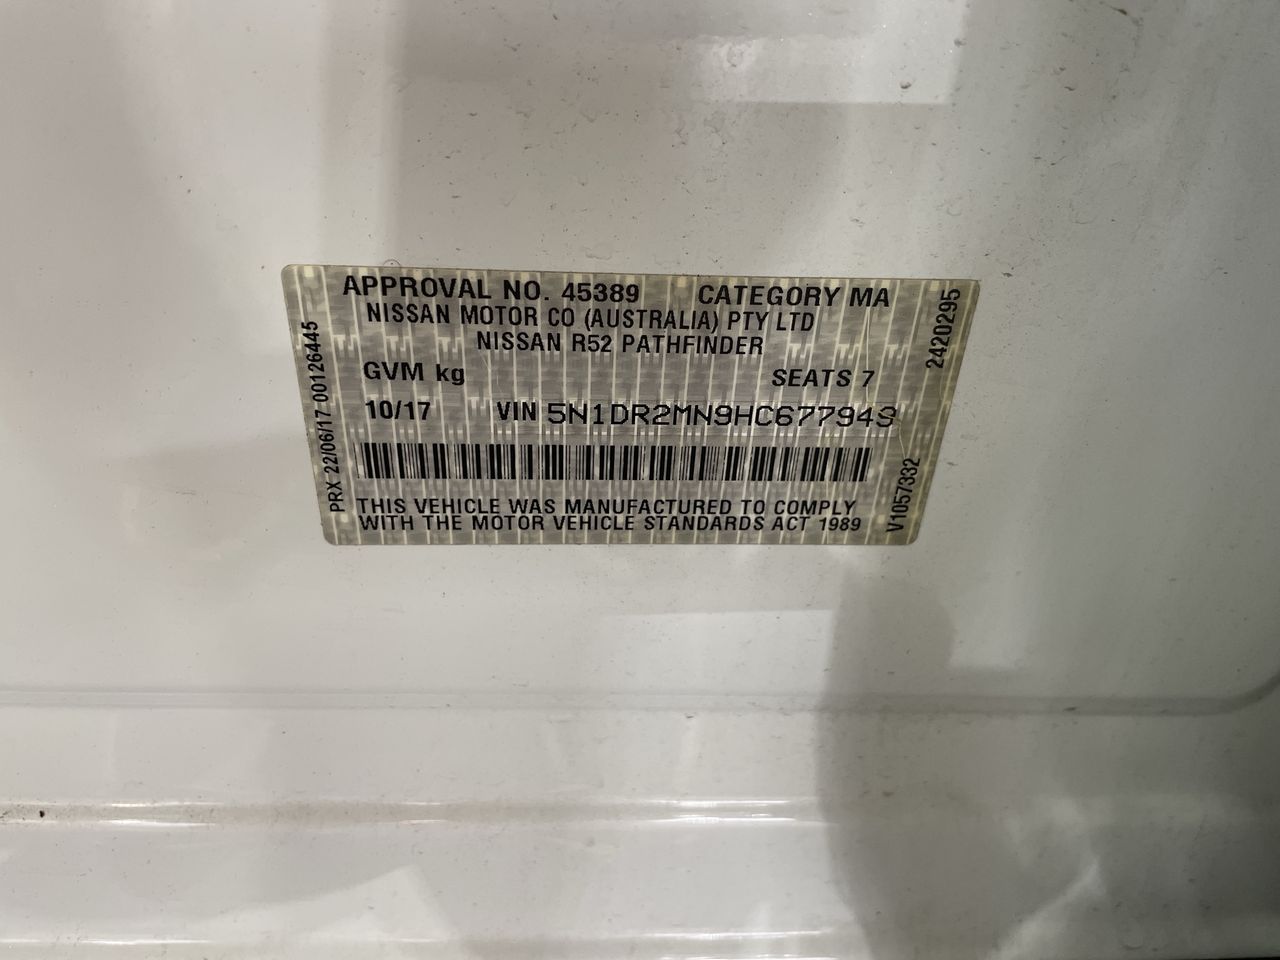 APPROVAL NO. 45389 CATEGORY MA
NISSAN MOTOR CO (AUSTRALIA) PTY LTD
NISSAN R52 PATHFINDER
GVM kg SEATS 7
10/17 VIN 5N1DR2MN9HC677949
THIS VEHICLE WAS MANUFACTURED TO COMPLY
WITH THE MOTOR VEHICLE STANDARDS ACT 1989
PRX 22/06/17 00126445
2420295
V1057332